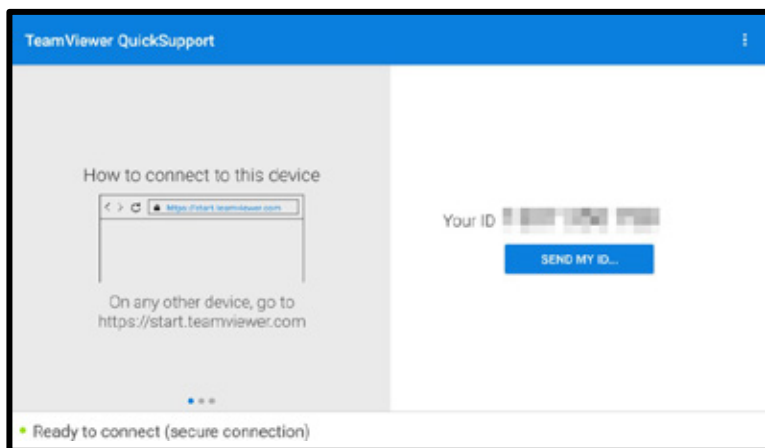 TeamViewer QuickSupport
How to connect to this device
https://start.teamviewer.com
On any other device, go to
https://start.teamviewer.com
Your ID
SEND MY ID...
Ready to connect (secure connection)